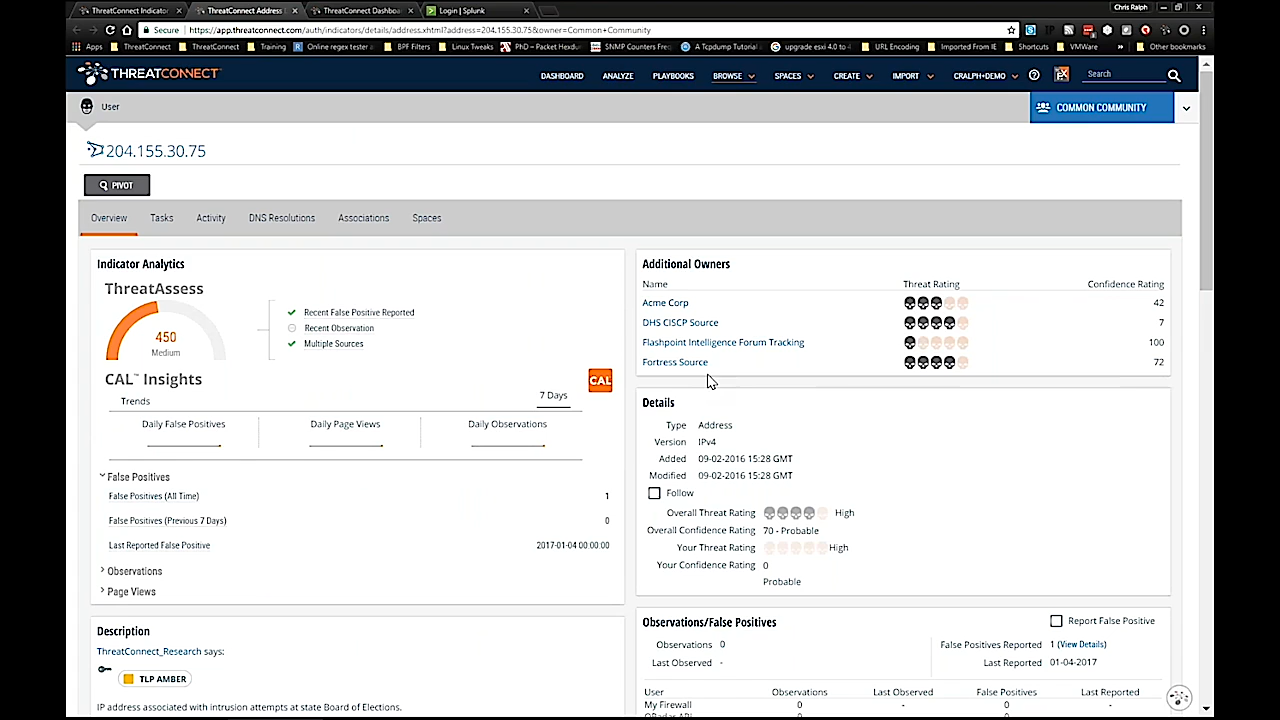 Chris Ralph
ThreatConnect Indicator
ThreatConnect Address
ThreatConnect Dashboa
Login | Splunk
Secure https://app.threatconnect.com/auth/indicators/details/address.xhtml?address=204.155.30.75&owner=Common+Community
Apps ThreatConnect ThreatConnect Training Online regex tester a BPF Filters Linux Tweaks PhD – Packet Hexdu SNMP Counters Freq A Tcpdump Tutorial upgrade esxi 4.0 to 4 URL Encoding Imported From IE Shortcuts VMWare » Other bookmarks
THREATCONNECT DASHBOARD ANALYZE PLAYBOOKS BROWSE SPACES CREATE IMPORT CRALPH+DEMO Search
User COMMON COMMUNITY
204.155.30.75
PIVOT
Overview Tasks Activity DNS Resolutions Associations Spaces
Indicator Analytics
ThreatAssess
450
Medium
Recent False Positive Reported
Recent Observation
Multiple Sources
CAL™ Insights
CAL
Trends 7 Days
Daily False Positives Daily Page Views Daily Observations
False Positives
False Positives (All Time) 1
False Positives (Previous 7 Days) 0
Last Reported False Positive 2017-01-04 00:00:00
Observations
Page Views
Description
ThreatConnect_Research says:
TLP AMBER
IP address associated with intrusion attempts at state Board of Elections.
Additional Owners
Name Threat Rating Confidence Rating
Acme Corp 42
DHS CISCP Source 7
Flashpoint Intelligence Forum Tracking 100
Fortress Source 72
Details
Type Address
Version IPv4
Added 09-02-2016 15:28 GMT
Modified 09-02-2016 15:28 GMT
Follow
Overall Threat Rating High
Overall Confidence Rating 70 - Probable
Your Threat Rating High
Your Confidence Rating 0
Probable
Observations/False Positives Report False Positive
Observations 0 False Positives Reported 1 (View Details)
Last Observed - Last Reported 01-04-2017
User Observations Last Observed False Positives Last Reported
My Firewall 0 - 0 -
QRadar API 0 - 0 -